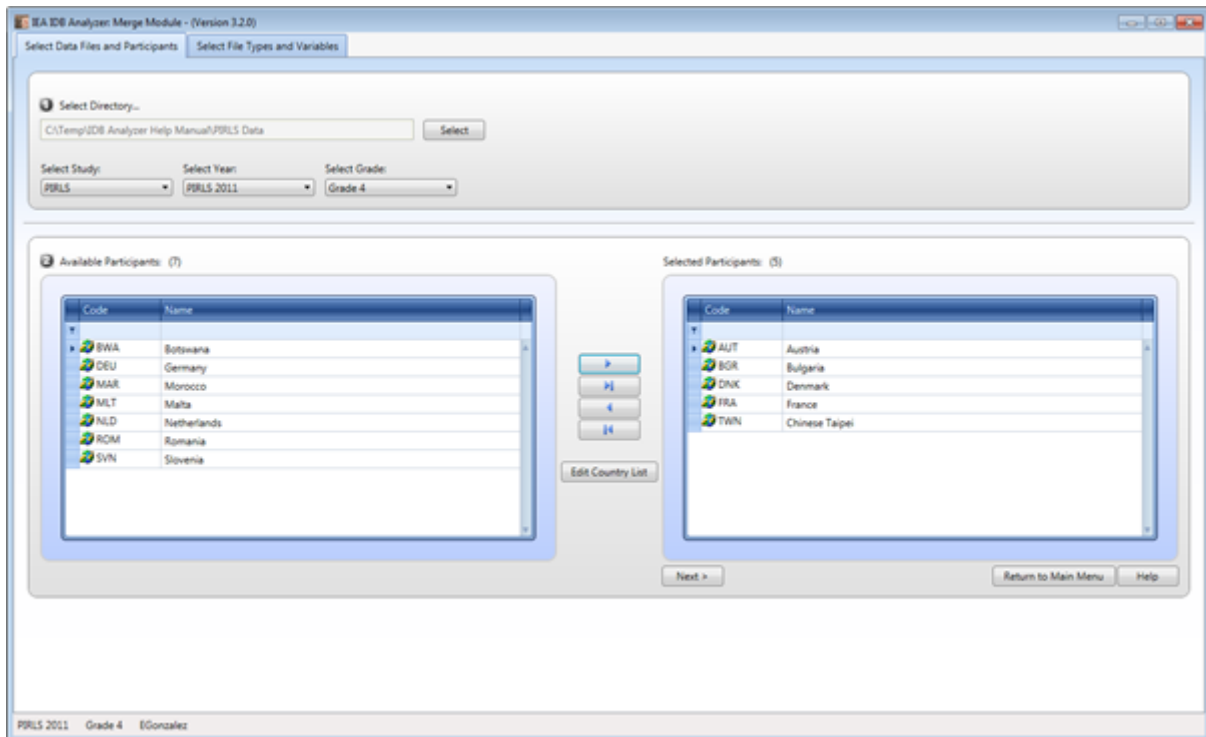 IEA IDB Analyzer: Merge Module - (Version 3.2.0)
Select Data Files and Participants Select File Types and Variables
1 Select Directory...
C:\Temp\IDB Analyzer Help Manual\PIRLS Data Select
Select Study: Select Year: Select Grade:
PIRLS PIRLS 2011 Grade 4
2 Available Participants: (7) Selected Participants: (5)
Code Name Code Name
BWA Botswana AUT Austria
DEU Germany BGR Bulgaria
MAR Morocco DNK Denmark
MLT Malta FRA France
NLD Netherlands TWN Chinese Taipei
ROM Romania
SVN Slovenia
Edit Country List
Next > Return to Main Menu Help
PIRLS 2011 Grade 4 EGonzalez